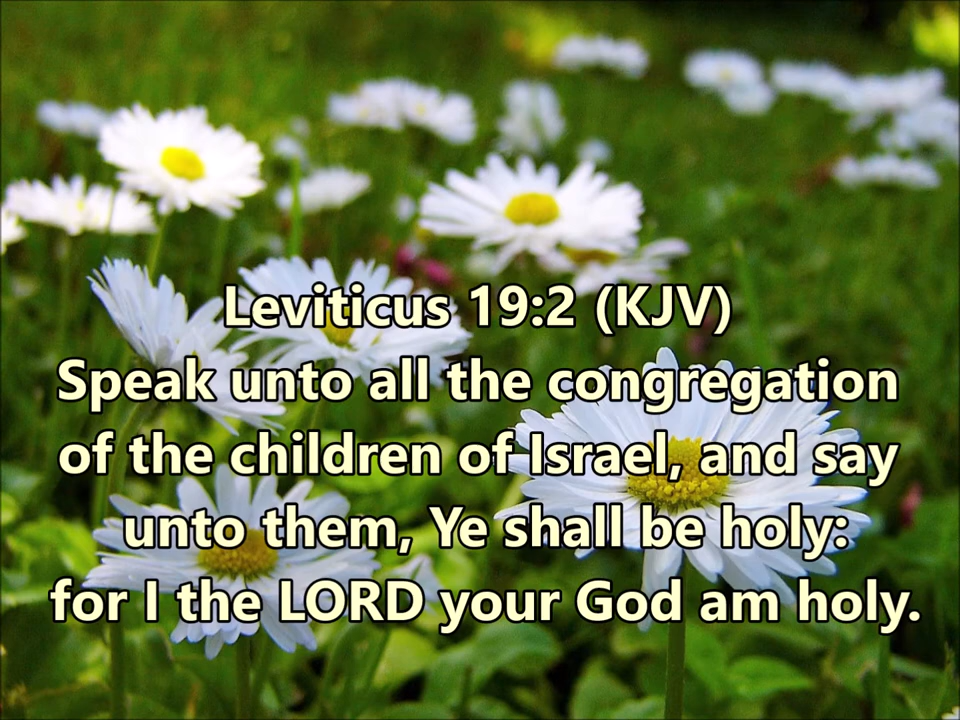 Leviticus 19:2 (KJV)
Speak unto all the congregation
of the children of Israel, and say
unto them, Ye shall be holy:
for I the LORD your God am holy.